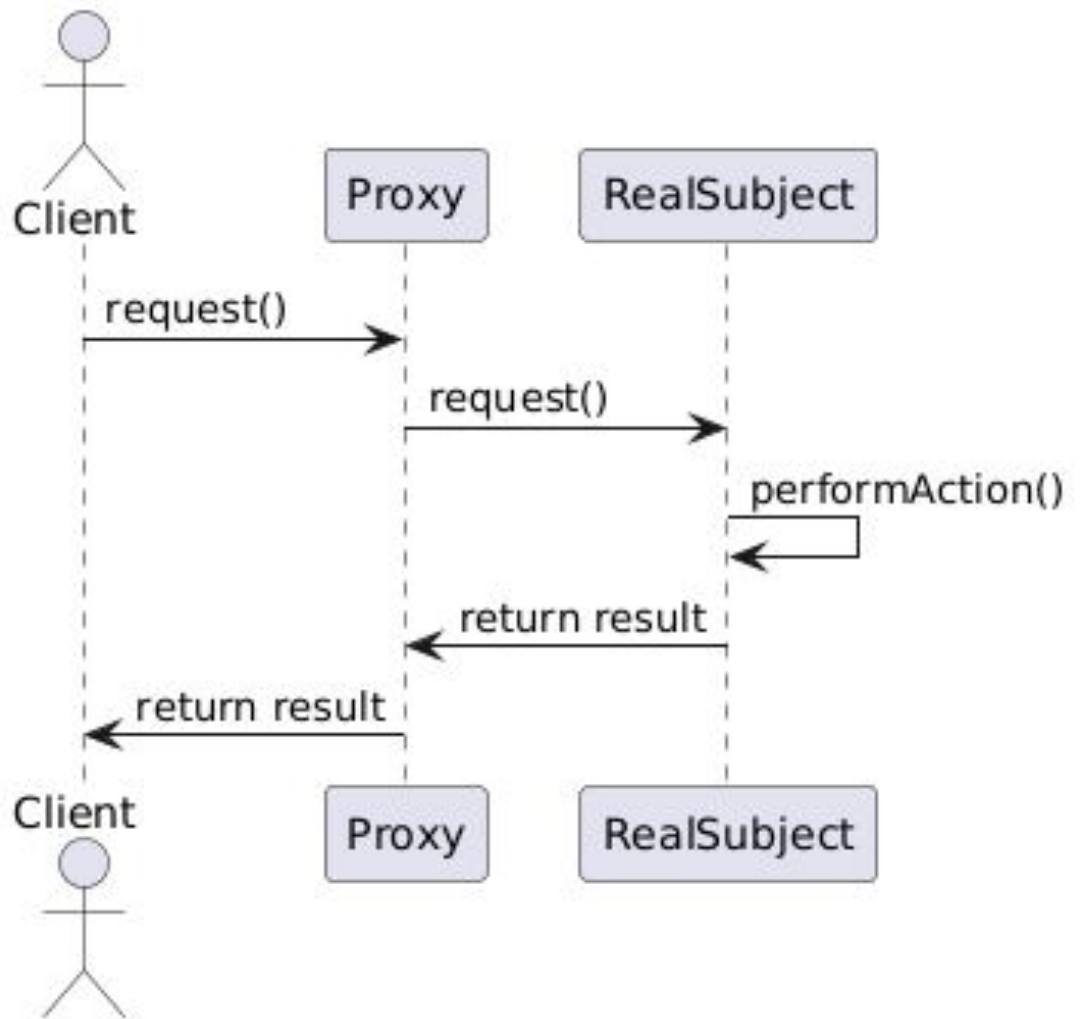 Client
Proxy
RealSubject
request()
request()
performAction()
return result
return result
Client
Proxy
RealSubject